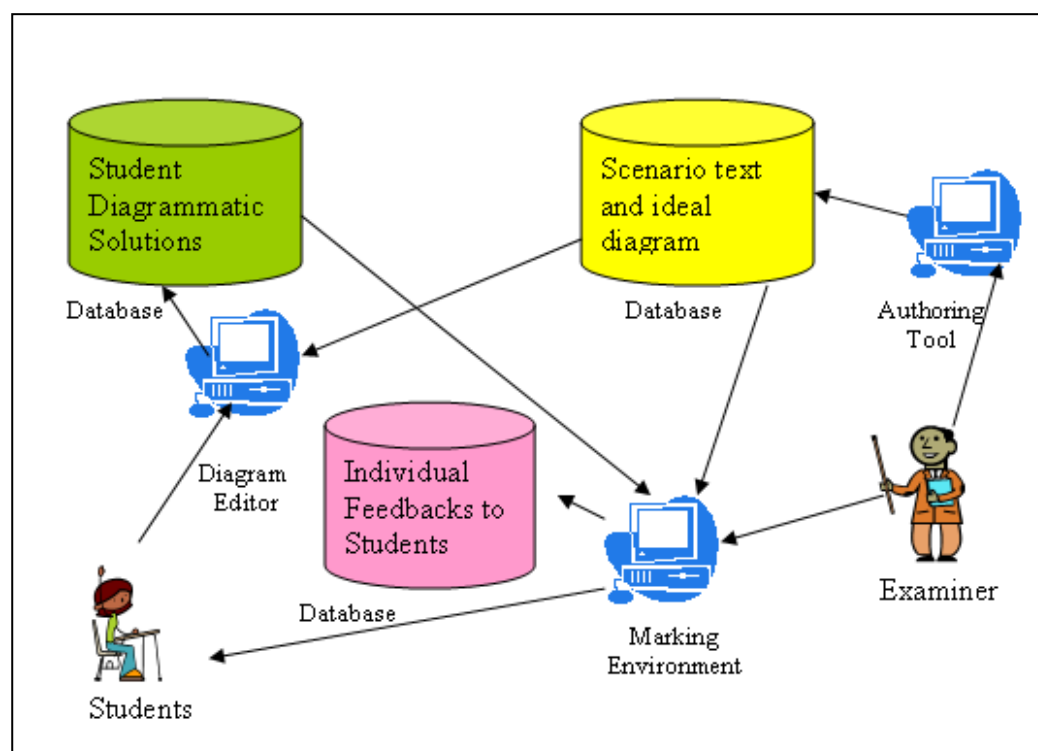 Student
Diagrammatic
Solutions
Scenario text
and ideal
diagram
Database
Database
Authoring
Tool
Diagram
Editor
Individual
Feedbacks to
Students
Database
Examiner
Marking
Environment
Students